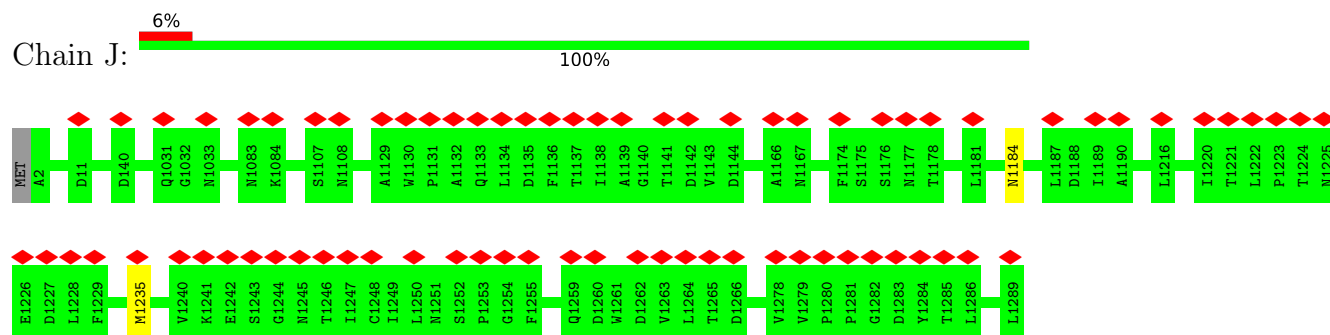 6%
Chain J:
100%
MET A2 D11 D140 Q1031 G1032 N1033 N1083 K1084 S1107 N1108 A1129 W1130 P1131 A1132 Q1133 L1134 D1135 F1136 T1137 I1138 A1139 G1140 T1141 D1142 V1143 D1144 A1166 N1167 F1174 S1175 S1176 N1177 T1178 L1181 N1184 L1187 D1188 I1189 A1190 L1216 I1220 T1221 L1222 P1223 T1224 N1225
E1226 D1227 L1228 F1229 M1235 V1240 K1241 E1242 S1243 G1244 N1245 T1246 I1247 C1248 I1249 L1250 N1251 S1252 P1253 G1254 F1255 Q1259 D1260 W1261 D1262 V1263 L1264 T1265 D1266 V1278 V1279 P1280 P1281 G1282 D1283 Y1284 T1285 L1286 L1289